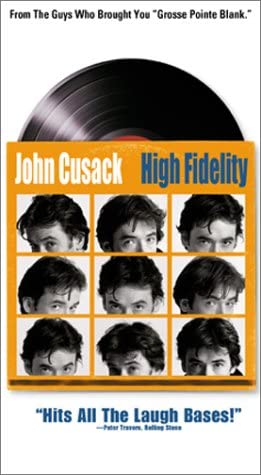 From The Guys Who Brought You "Grosse Pointe Blank."
John Cusack High Fidelity
"Hits All The Laugh Bases!"
—Peter Travers, Rolling Stone